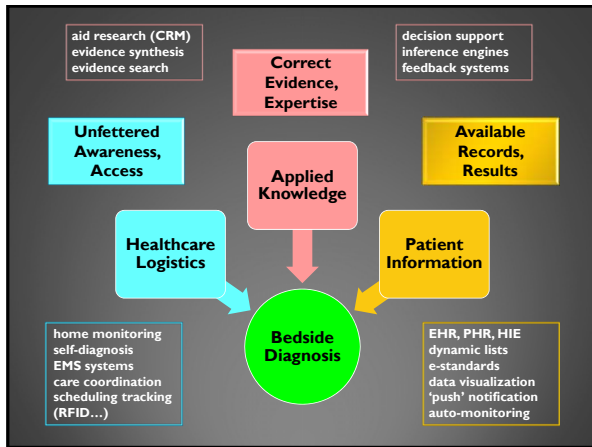 aid research (CRM)
evidence synthesis
evidence search
Correct
Evidence,
Expertise
decision support
inference engines
feedback systems
Unfettered
Awareness,
Access
Available
Records,
Results
Applied
Knowledge
Healthcare
Logistics
Patient
Information
Bedside
Diagnosis
home monitoring
self-diagnosis
EMS systems
care coordination
scheduling tracking
(RFID...)
EHR, PHR, HIE
dynamic lists
e-standards
data visualization
‘push’ notification
auto-monitoring